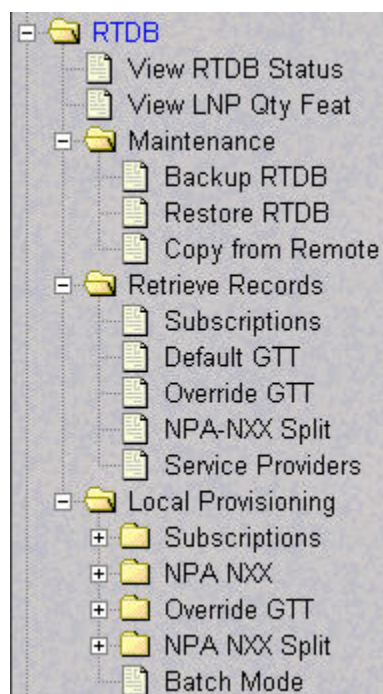 RTDB
View RTDB Status
View LNP Qty Feat
Maintenance
Backup RTDB
Restore RTDB
Copy from Remote
Retrieve Records
Subscriptions
Default GTT
Override GTT
NPA-NXX Split
Service Providers
Local Provisioning
Subscriptions
NPA NXX
Override GTT
NPA NXX Split
Batch Mode